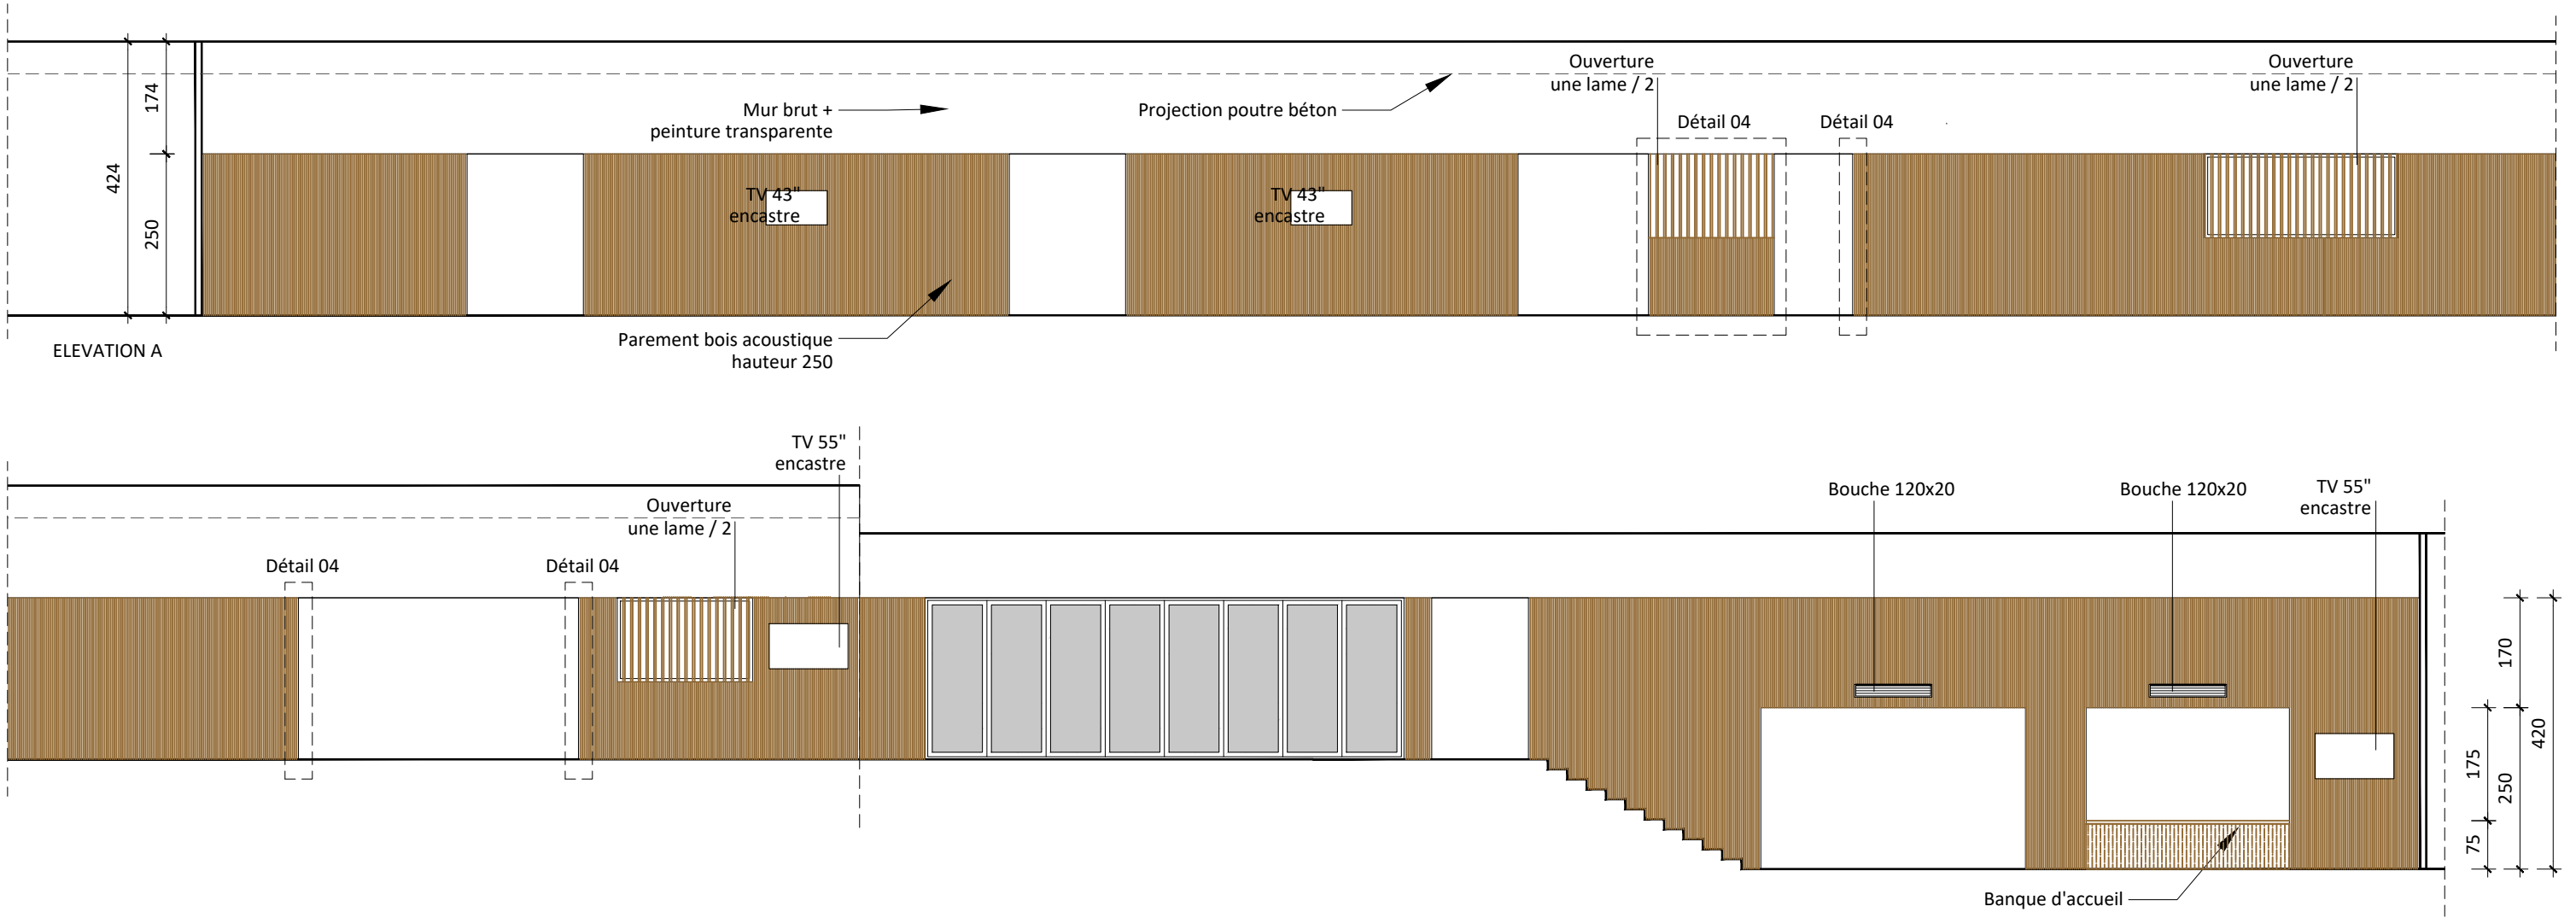 Ouverture
une lame / 2
Ouverture
une lame / 2
174
Mur brut +
peinture transparente
Projection poutre béton
Détail 04
Détail 04
424
250
TV 43"
encastre
TV 43"
encastre
Parement bois acoustique
hauteur 250
ELEVATION A
TV 55"
encastre
Ouverture
une lame / 2
Bouche 120x20
Bouche 120x20
TV 55"
encastre
Détail 04
Détail 04
170
420
175
250
75
Banque d'accueil